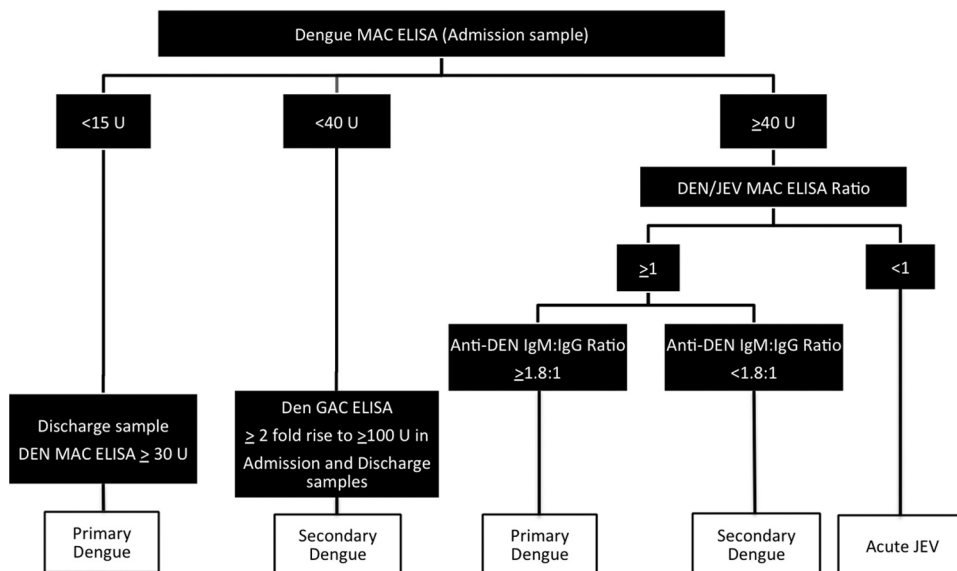 Dengue MAC ELISA (Admission sample)
<15 U
<40 U
≥40 U
DEN/JEV MAC ELISA Ratio
≥1
<1
Anti-DEN IgM:IgG Ratio
≥1.8:1
Anti-DEN IgM:IgG Ratio
<1.8:1
Discharge sample
DEN MAC ELISA ≥ 30 U
Den GAC ELISA
≥ 2 fold rise to ≥100 U in
Admission and Discharge
samples
Primary
Dengue
Secondary
Dengue
Primary
Dengue
Secondary
Dengue
Acute JEV